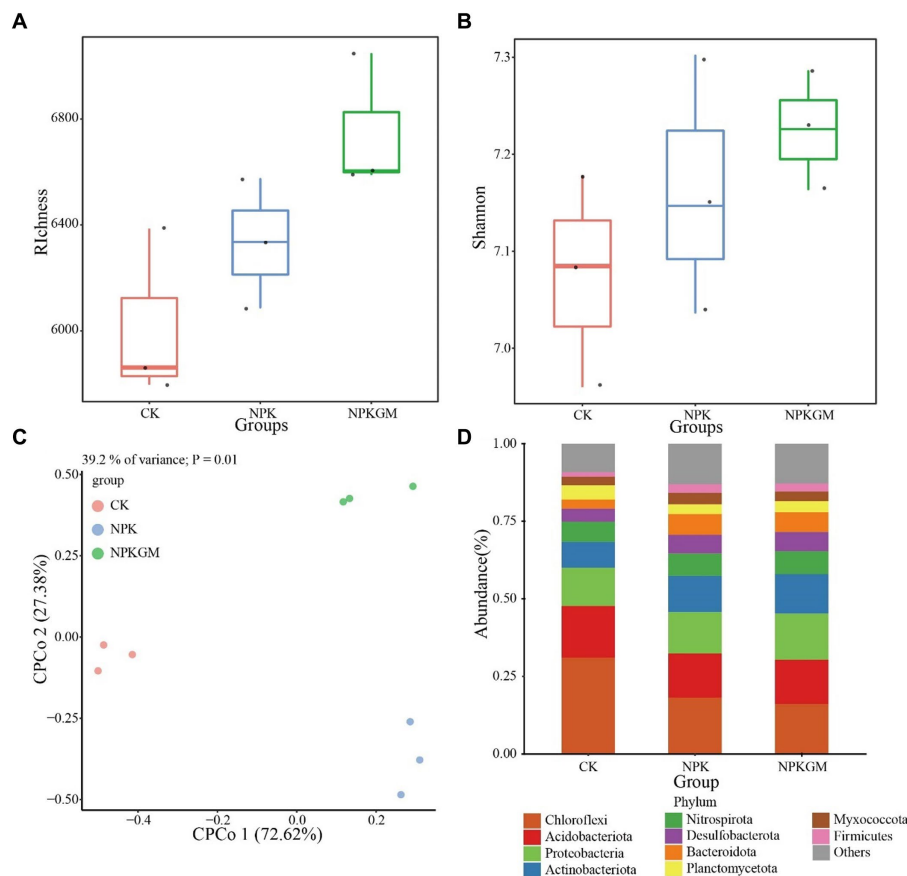 A
RIchness
6800
6400
6000
CK
NPK
NPKGM
Groups
B
Shannon
7.3
7.2
7.1
7.0
CK
NPK
NPKGM
Groups
C
39.2 % of variance; P = 0.01
group
CK
NPK
NPKGM
CPCo 2 (27.38%)
0.50
0.25
0.00
−0.25
−0.50
−0.4
−0.2
0.0
0.2
CPCo 1 (72.62%)
D
Abundance(%)
1.00
0.75
0.50
0.25
0.00
CK
NPK
NPKGM
Group
Phylum
Chloroflexi
Acidobacteriota
Proteobacteria
Actinobacteriota
Nitrospirota
Desulfobacterota
Bacteroidota
Planctomycetota
Myxococcota
Firmicutes
Others